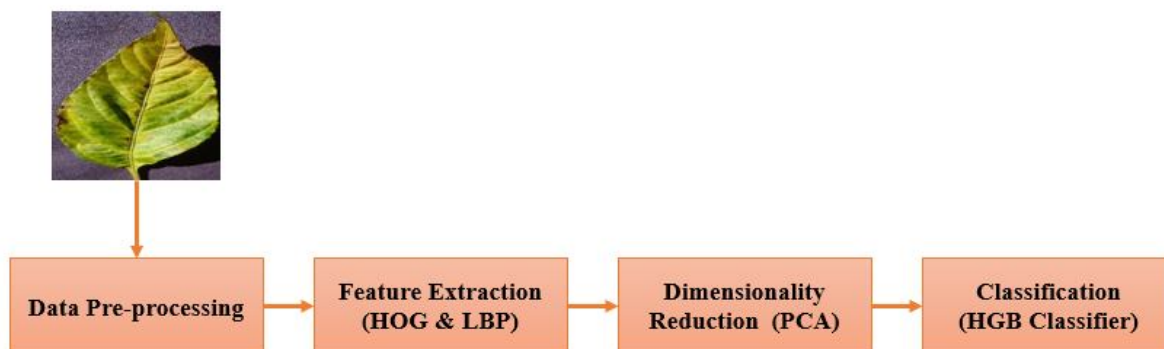 Data Pre-processing
Feature Extraction
(HOG & LBP)
Dimensionality
Reduction (PCA)
Classification
(HGB Classifier)